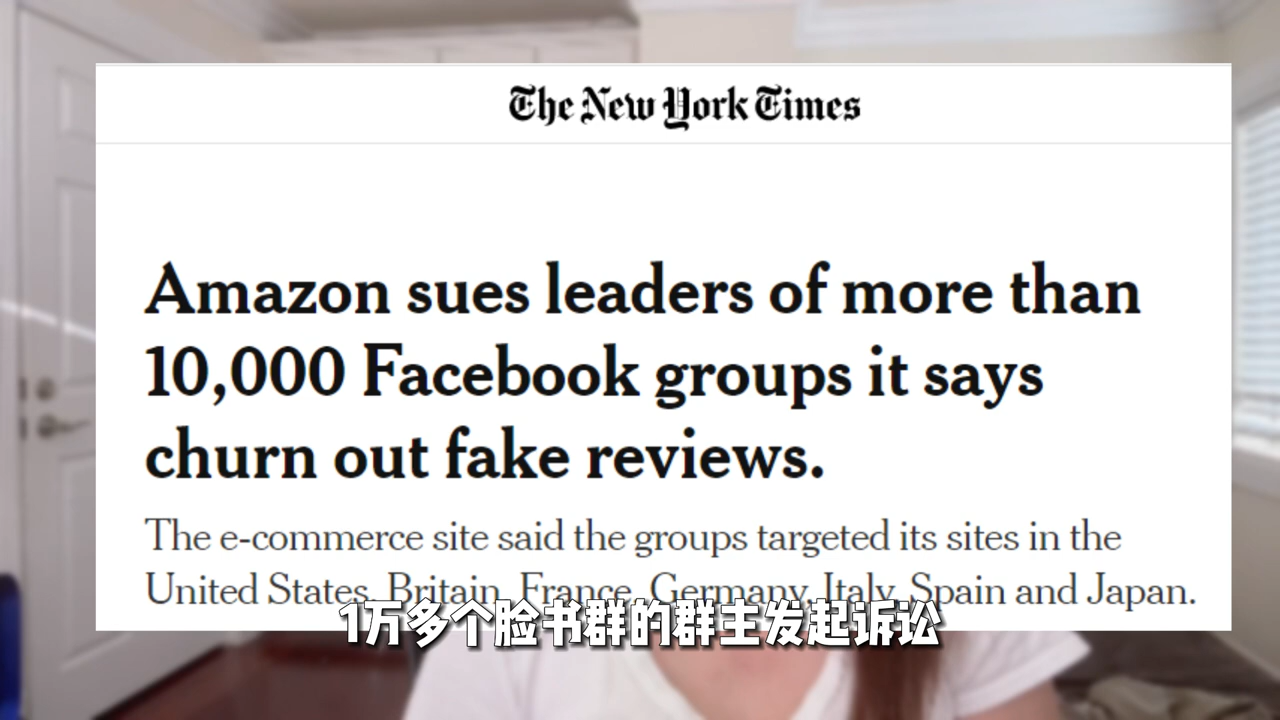 The New York Times
Amazon sues leaders of more than
10,000 Facebook groups it says
churn out fake reviews.
The e-commerce site said the groups targeted its sites in the
United States, Britain, France, Germany, Italy, Spain and Japan.
1万多个脸书群的群主发起诉讼